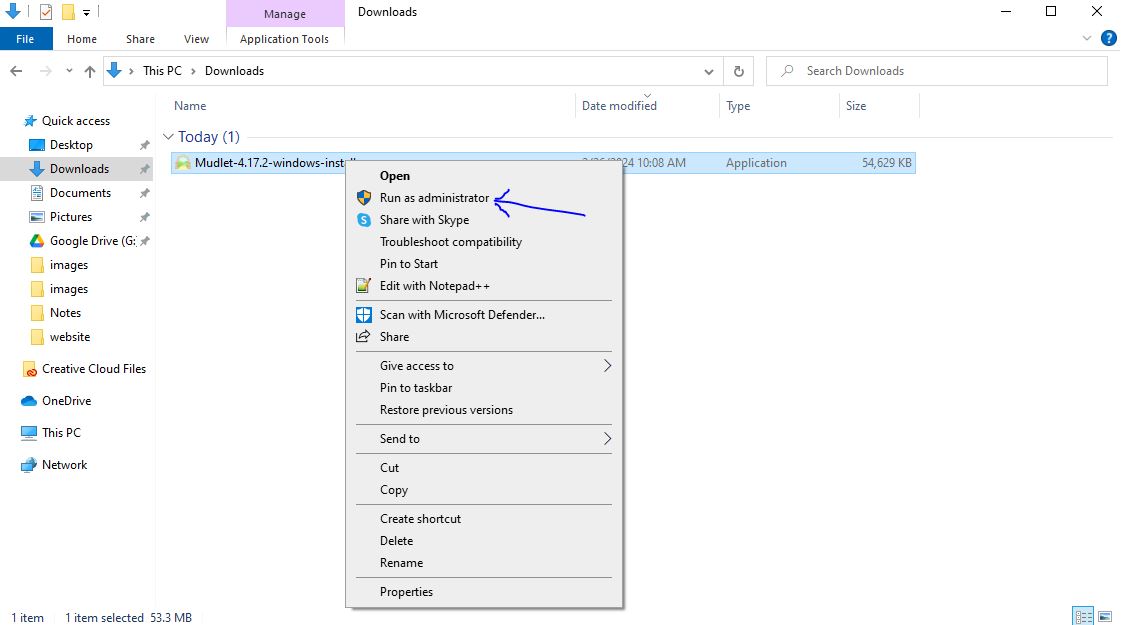 Manage
Downloads
File
Home
Share
View
Application Tools
This PC
Downloads
Search Downloads
Name
Date modified
Type
Size
Quick access
Desktop
Downloads
Documents
Pictures
Google Drive (G:
images
images
Notes
website
Creative Cloud Files
OneDrive
This PC
Network
Today (1)
Mudlet-4.17.2-windows-install
/2024 10:08 AM
Application
54,629 KB
Open
Run as administrator
Share with Skype
Troubleshoot compatibility
Pin to Start
Edit with Notepad++
Scan with Microsoft Defender...
Share
Give access to
Pin to taskbar
Restore previous versions
Send to
Cut
Copy
Create shortcut
Delete
Rename
Properties
1 item
1 item selected 53.3 MB